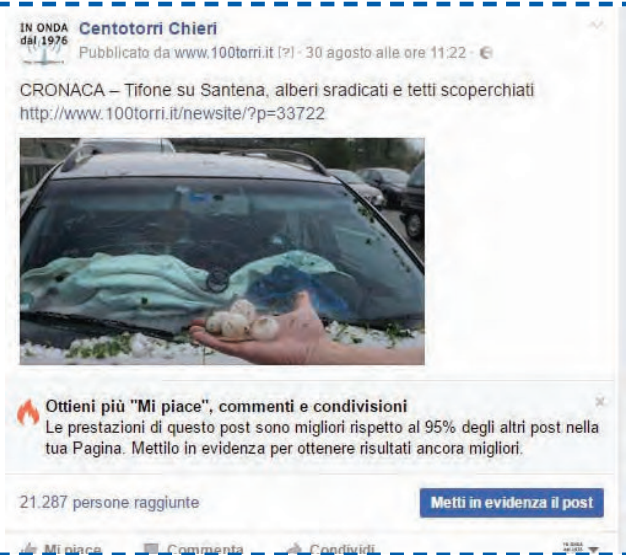 IN ONDA
dal 1976
Centotorri Chieri
Pubblicato da www.100torri.it [?] · 30 agosto alle ore 11:22 ·
CRONACA – Tifone su Santena, alberi sradicati e tetti scoperchiati
http://www.100torri.it/newsite/?p=33722
Ottieni più "Mi piace", commenti e condivisioni
Le prestazioni di questo post sono migliori rispetto al 95% degli altri post nella
tua Pagina. Mettilo in evidenza per ottenere risultati ancora migliori.
21.287 persone raggiunte
Metti in evidenza il post
Mi piace Commenta Condividi